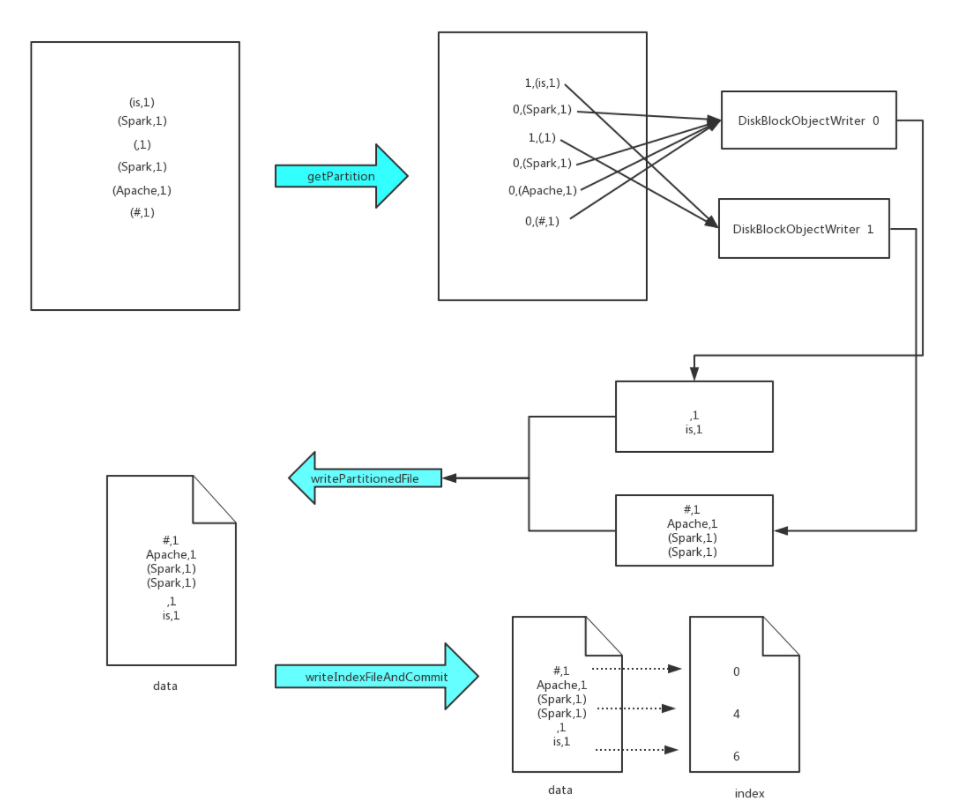 (is,1)
(Spark,1)
(,1)
(Spark,1)
(Apache,1)
(#,1)
getPartition
1,(is,1)
0,(Spark,1)
1,(,1)
0,(Spark,1)
0,(Apache,1)
0,(#,1)
DiskBlockObjectWriter 0
DiskBlockObjectWriter 1
,1
is,1
#,1
Apache,1
(Spark,1)
(Spark,1)
writePartitionedFile
#,1
Apache,1
(Spark,1)
(Spark,1)
,1
is,1
data
writeIndexFileAndCommit
#,1
Apache,1
(Spark,1)
(Spark,1)
,1
is,1
data
0
4
6
index